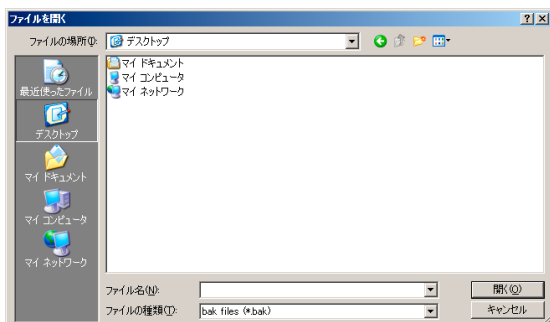 ファイルを開く
ファイルの場所(I):
デスクトップ
マイ ドキュメント
マイ コンピュータ
マイ ネットワーク
最近使ったファイル
デスクトップ
マイ ドキュメント
マイ コンピュータ
マイ ネットワーク
ファイル名(N):
開く(O)
ファイルの種類(T):
bak files (*.bak)
キャンセル